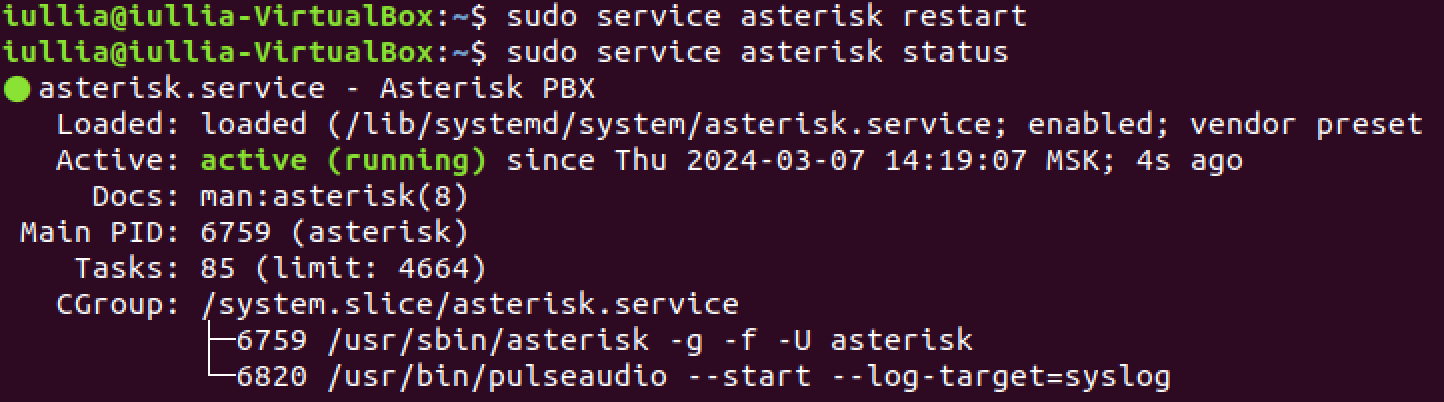 iullia@iullia-VirtualBox:~$ sudo service asterisk restart
iullia@iullia-VirtualBox:~$ sudo service asterisk status
● asterisk.service - Asterisk PBX
   Loaded: loaded (/lib/systemd/system/asterisk.service; enabled; vendor preset
   Active: active (running) since Thu 2024-03-07 14:19:07 MSK; 4s ago
     Docs: man:asterisk(8)
 Main PID: 6759 (asterisk)
    Tasks: 85 (limit: 4664)
   CGroup: /system.slice/asterisk.service
           ├─6759 /usr/sbin/asterisk -g -f -U asterisk
           └─6820 /usr/bin/pulseaudio --start --log-target=syslog